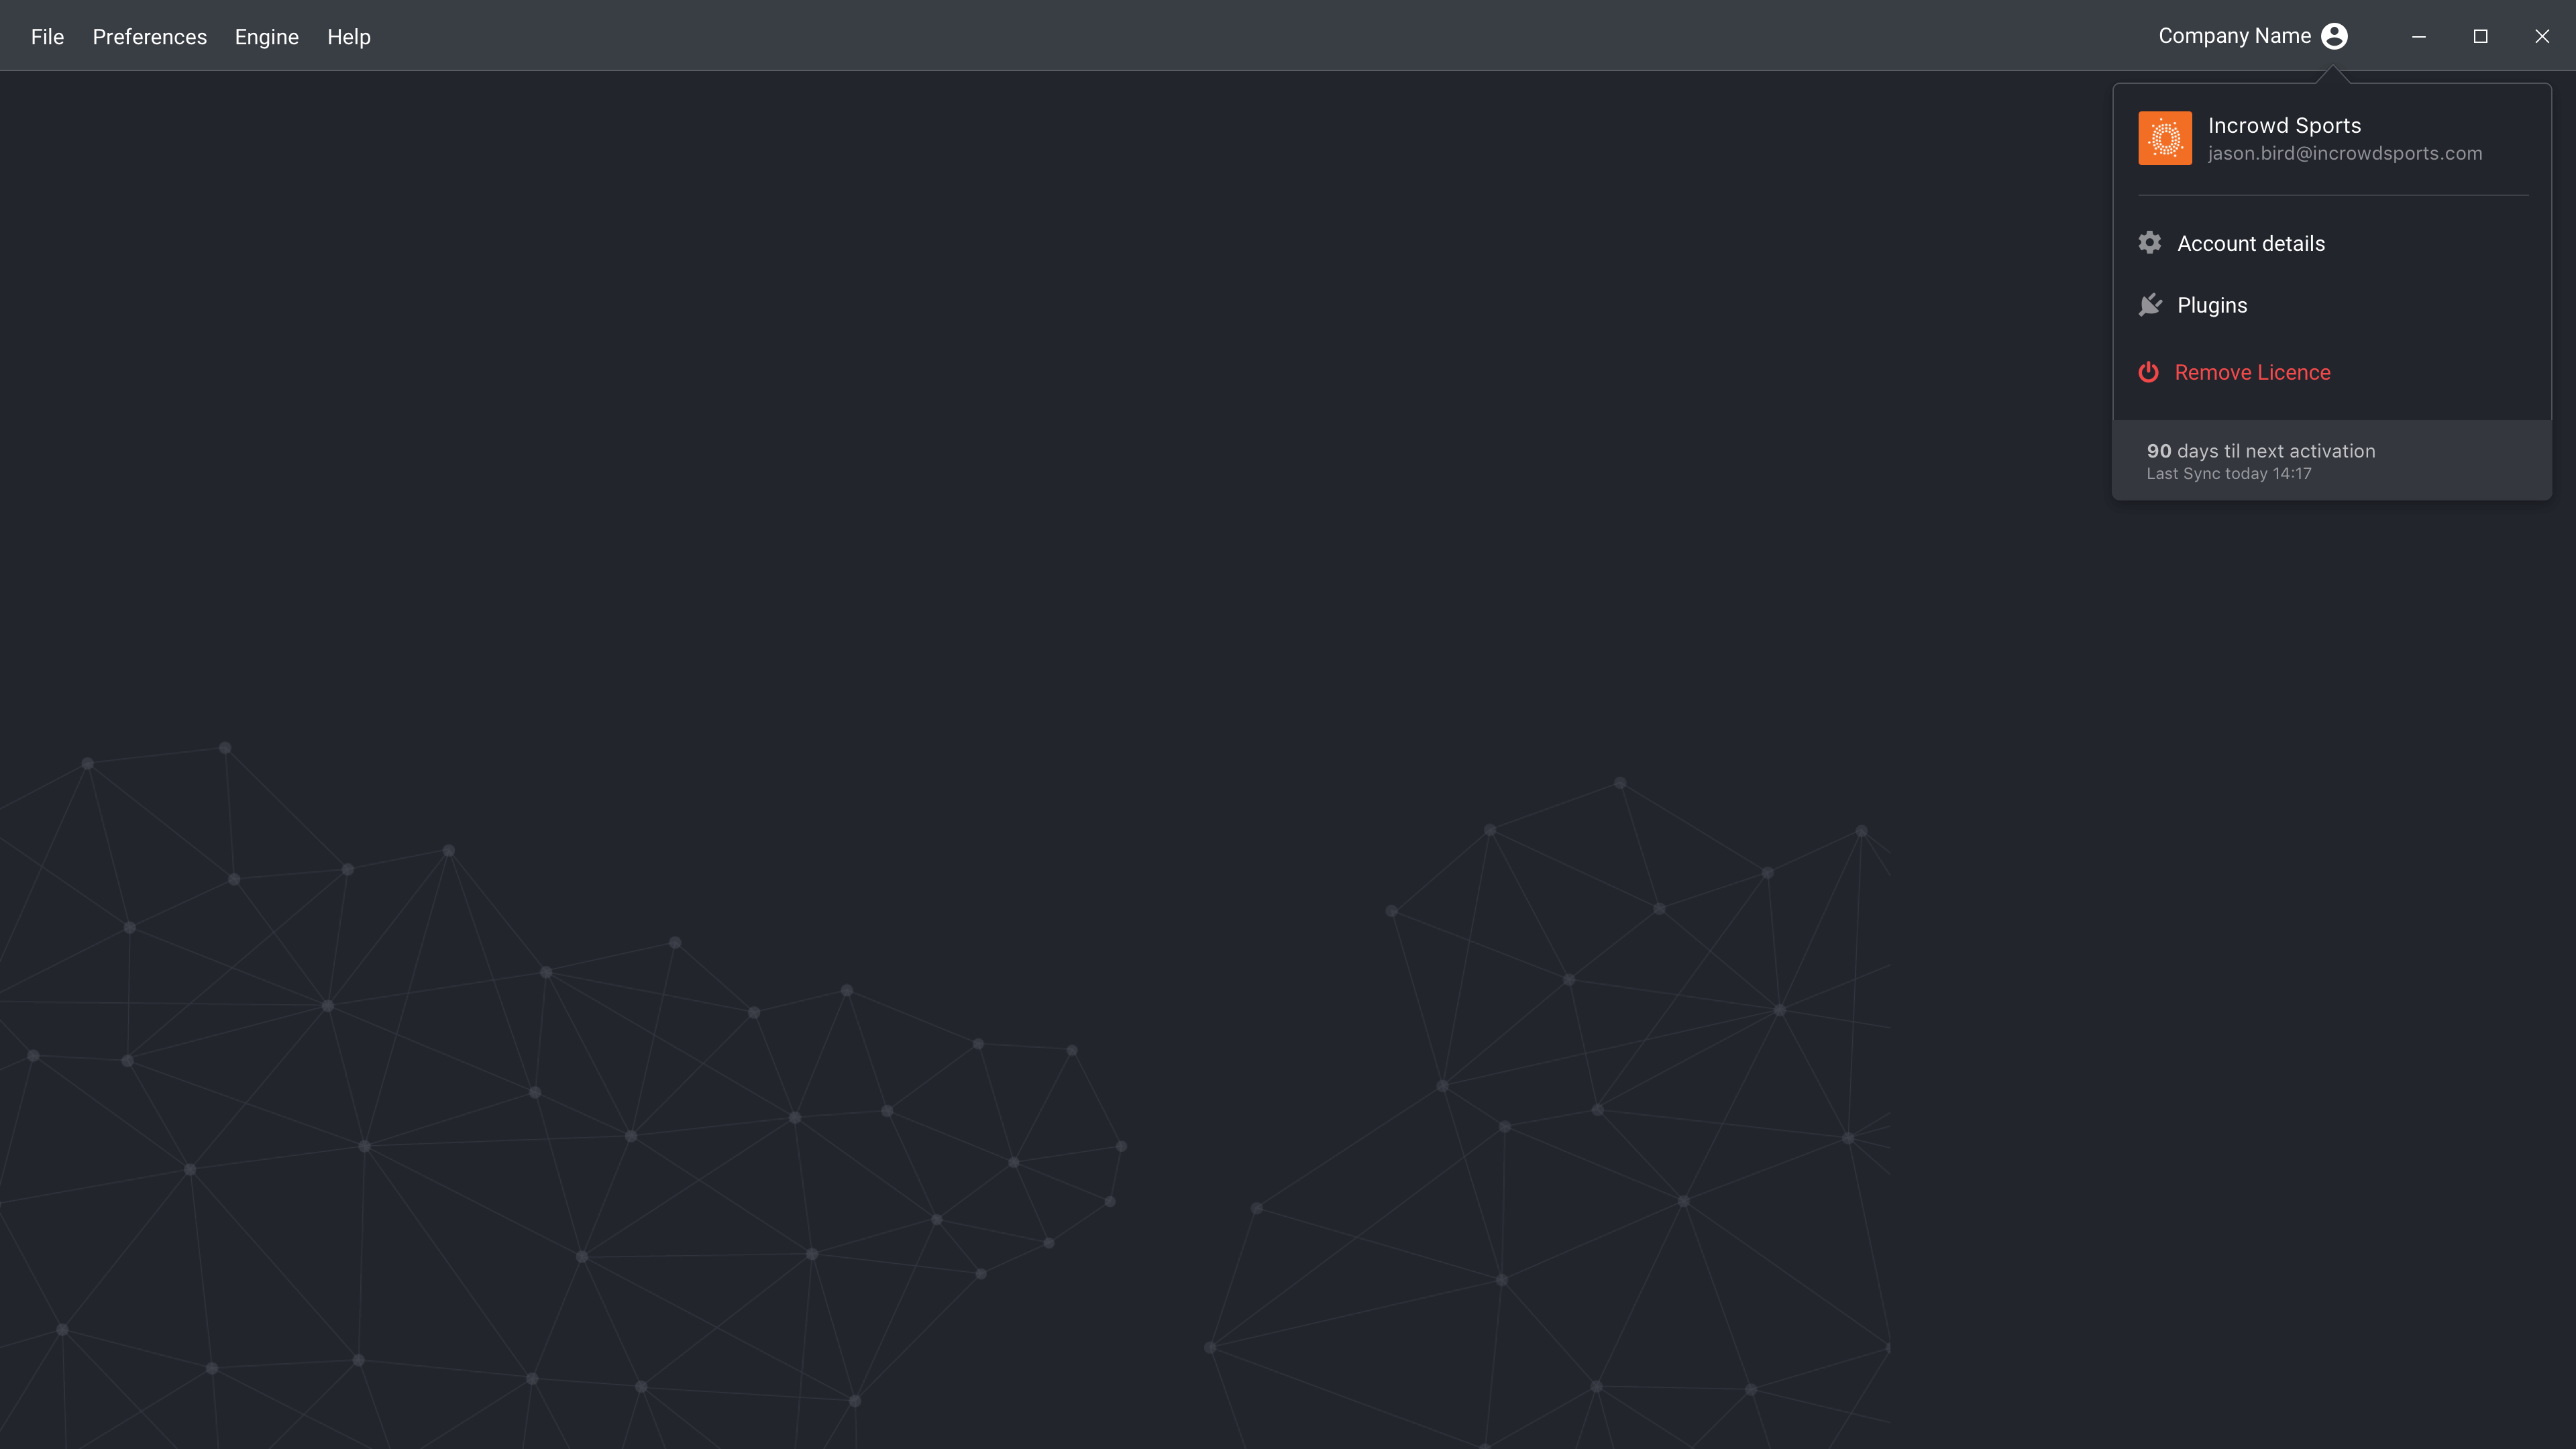 File Preferences Engine Help Company Name
Incrowd Sports
jason.bird@incrowdsports.com
Account details
Plugins
Remove Licence
90 days til next activation
Last Sync today 14:17